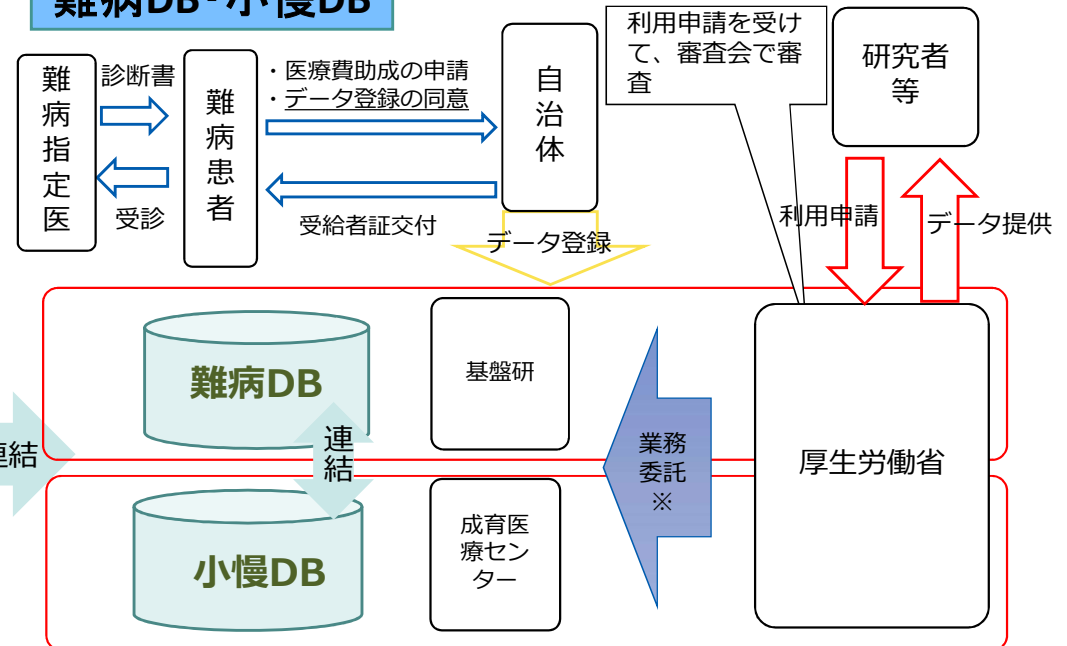 難病DB・小慢DB
難病指定医
診断書
受診
難病患者
・医療費助成の申請
・データ登録の同意
受給者証交付
自治体
利用申請を受け
て、審査会で審
査
研究者
等
利用申請
データ提供
データ登録
難病DB
基盤研
連結
連結
業務
委託
※
厚生労働省
小慢DB
成育医
療セン
ター